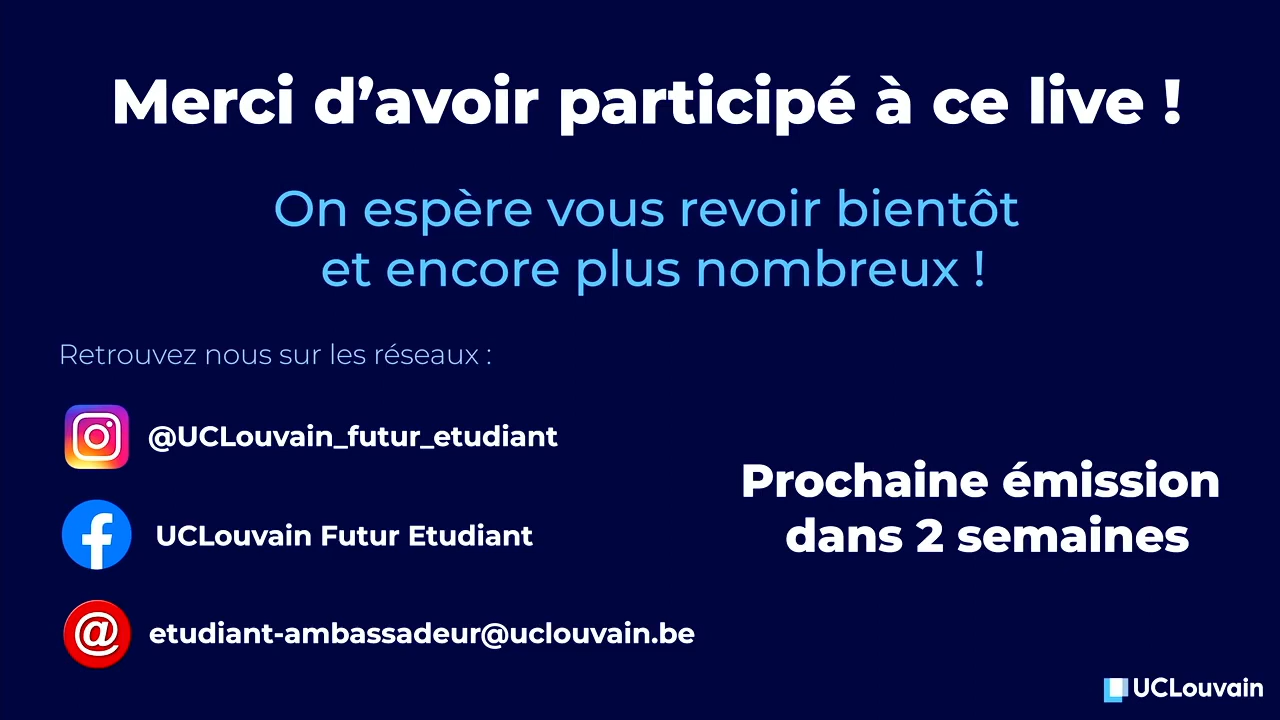 Merci d’avoir participé à ce live !
On espère vous revoir bientôt
et encore plus nombreux !
Retrouvez nous sur les réseaux :
@UCLouvain_futur_etudiant
UCLouvain Futur Etudiant
@ etudiant-ambassadeur@uclouvain.be
Prochaine émission
dans 2 semaines
UCLouvain